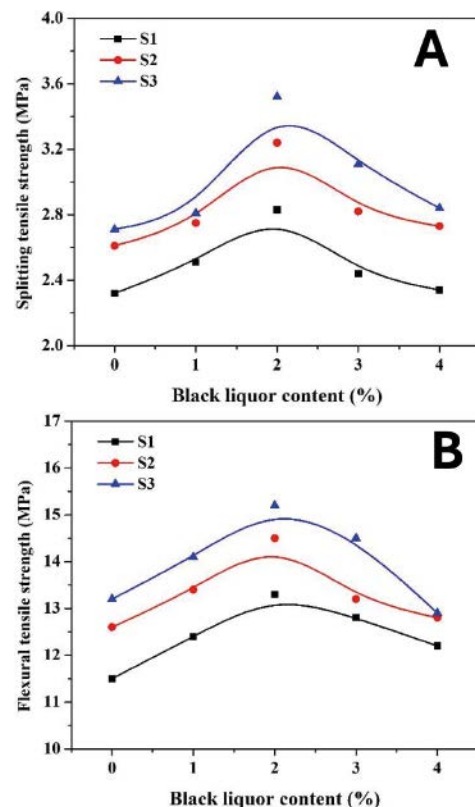 A
S1
S2
S3
Splitting tensile strength (MPa)
4.0
3.6
3.2
2.8
2.4
2.0
0 1 2 3 4
Black liquor content (%)
B
S1
S2
S3
Flexural tensile strength (MPa)
17
16
15
14
13
12
11
10
0 1 2 3 4
Black liquor content (%)